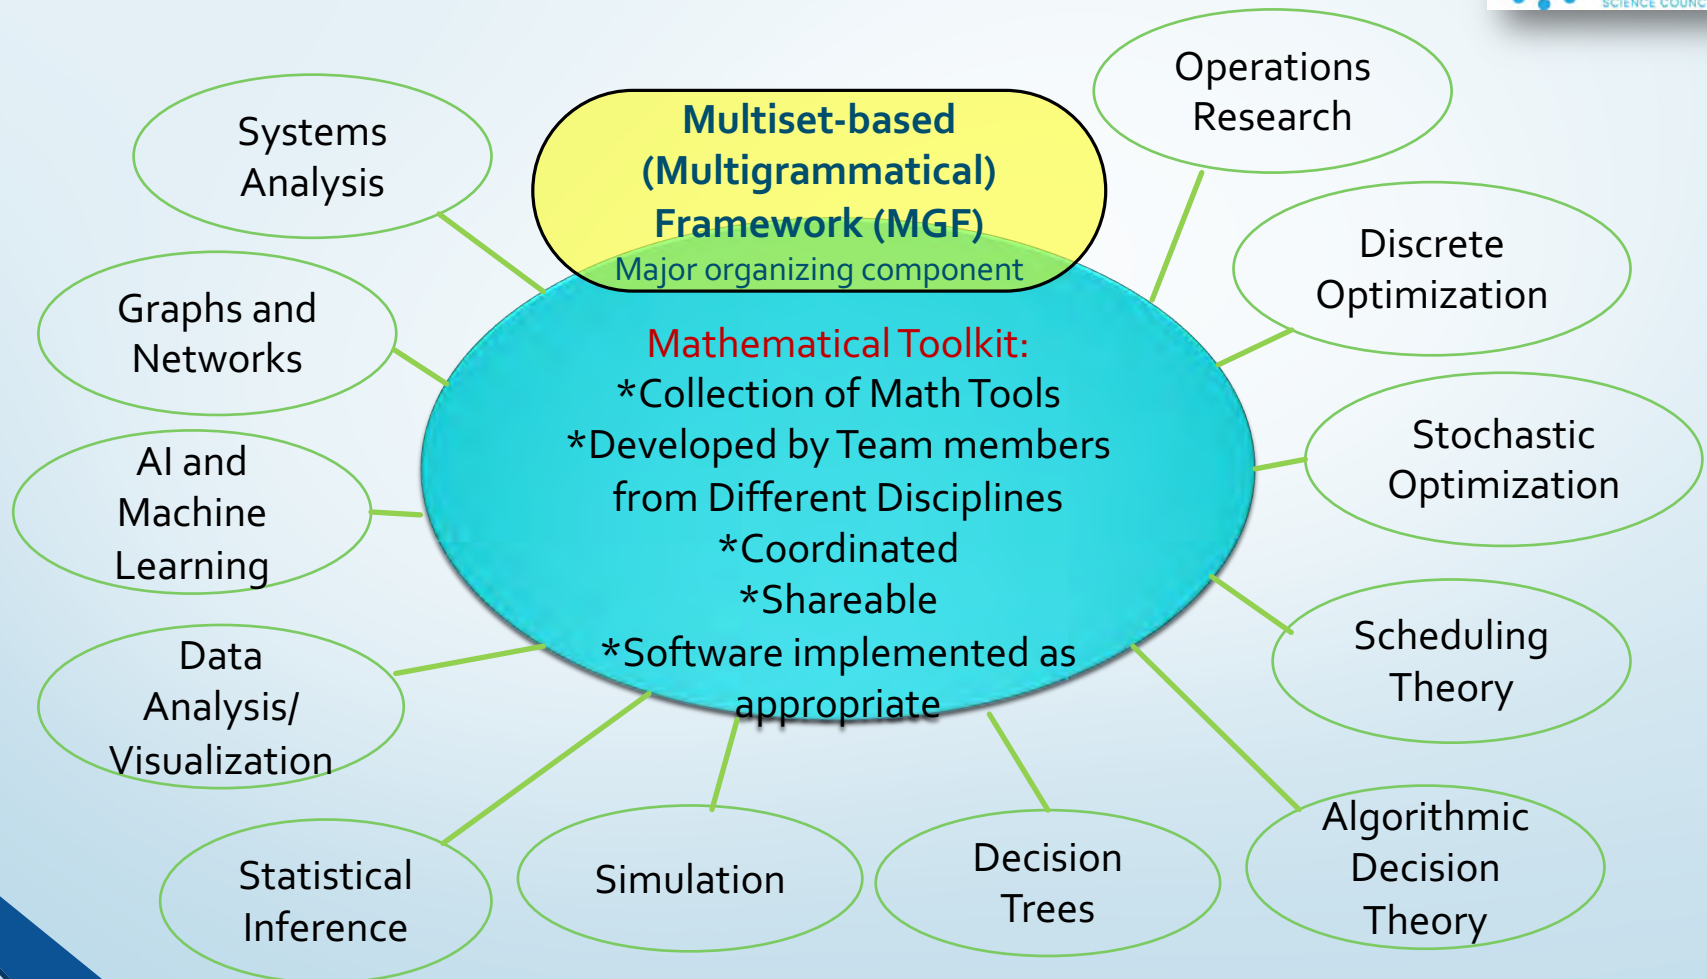 SCIENCE COUNC
Operations
Research
Systems
Analysis
Multiset-based
(Multigrammatical)
Framework (MGF)
Major organizing component
Discrete
Optimization
Graphs and
Networks
Mathematical Toolkit:
*Collection of Math Tools
*Developed by Team members
from Different Disciplines
*Coordinated
*Shareable
*Software implemented as
appropriate
Stochastic
Optimization
AI and
Machine
Learning
Scheduling
Theory
Data
Analysis/
Visualization
Algorithmic
Decision
Theory
Statistical
Inference
Simulation
Decision
Trees